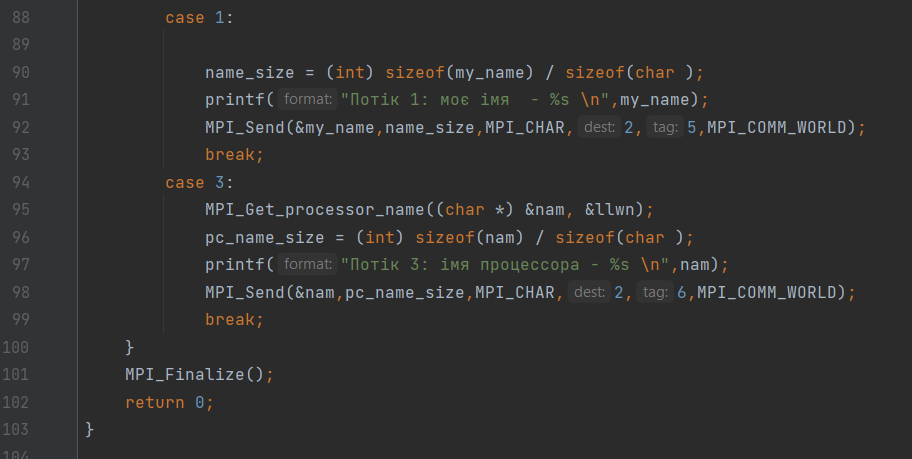 88 case 1:
89
90 name_size = (int) sizeof(my_name) / sizeof(char );
91 printf( format: "Потік 1: моє імя  - %s \n",my_name);
92 MPI_Send(&my_name,name_size,MPI_CHAR, dest: 2, tag: 5,MPI_COMM_WORLD);
93 break;
94 case 3:
95 MPI_Get_processor_name((char *) &nam, &llwn);
96 pc_name_size = (int) sizeof(nam) / sizeof(char );
97 printf( format: "Потік 3: імя процессора - %s \n",nam);
98 MPI_Send(&nam,pc_name_size,MPI_CHAR, dest: 2, tag: 6,MPI_COMM_WORLD);
99 break;
100 }
101 MPI_Finalize();
102 return 0;
103 }
104